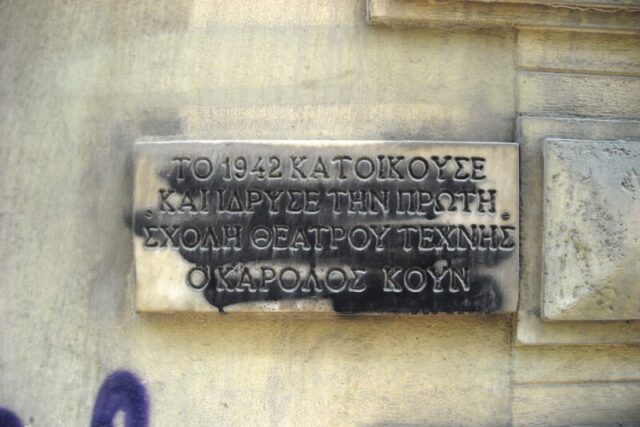 ΤΟ 1942 ΚΑΤΟΙΚΟΥΣΕ
ΚΑΙ ΙΔΡΥΣΕ ΤΗΝ ΠΡΩΤΗ
ΣΧΟΛΗ ΘΕΑΤΡΟΥ ΤΕΧΝΗΣ
Ο ΚΑΡΟΛΟΣ ΚΟΥΝ